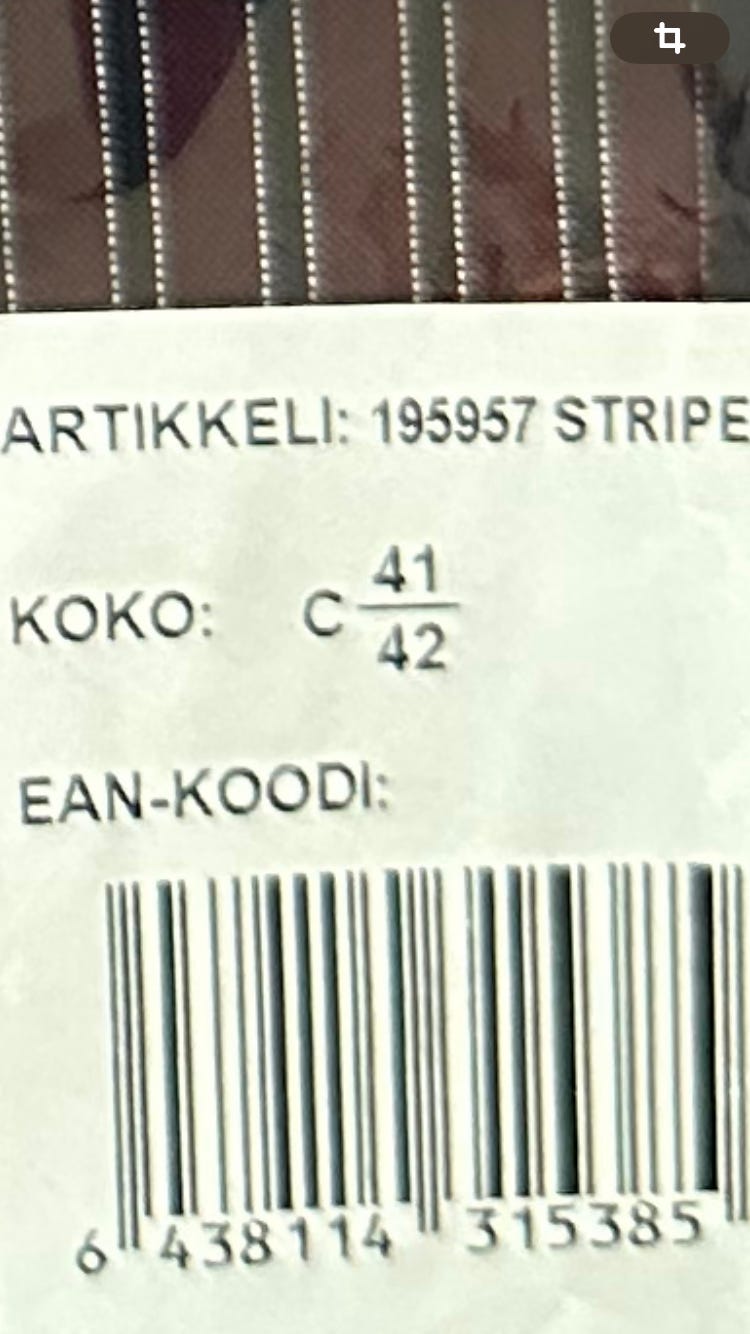 ARTIKKELI: 195957 STRIPE
KOKO: C 41/42
EAN-KOODI:
6 438114 315385